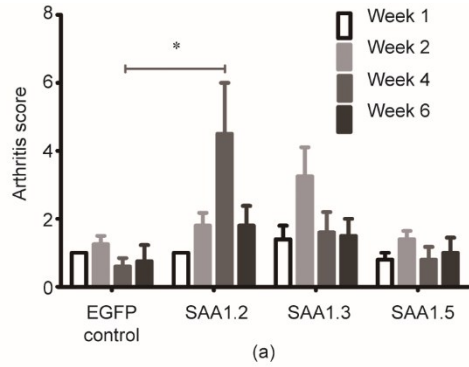 8
6
4
2
0
Arthritis score
*
Week 1
Week 2
Week 4
Week 6
EGFP
control
SAA1.2
SAA1.3
SAA1.5
(a)